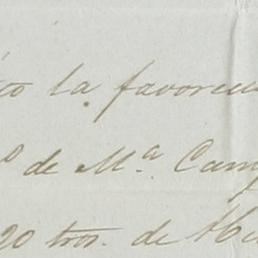 la favorec
de Mª Cam
20 tros. de